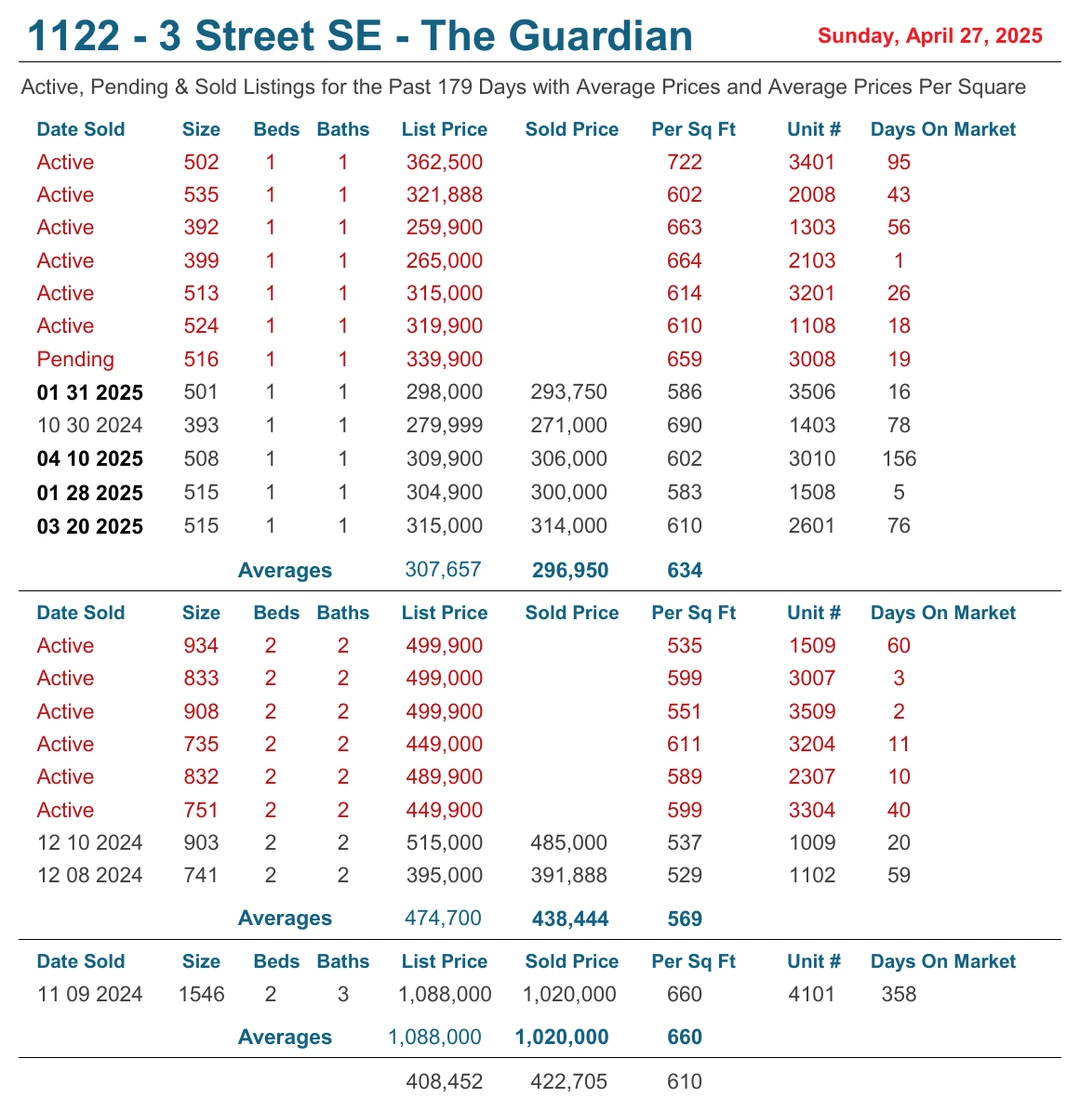 1122 - 3 Street SE - The Guardian Sunday, April 27, 2025
Active, Pending & Sold Listings for the Past 179 Days with Average Prices and Average Prices Per Square
Date Sold Size Beds Baths List Price Sold Price Per Sq Ft Unit # Days On Market
Active 502 1 1 362,500 722 3401 95
Active 535 1 1 321,888 602 2008 43
Active 392 1 1 259,900 663 1303 56
Active 399 1 1 265,000 664 2103 1
Active 513 1 1 315,000 614 3201 26
Active 524 1 1 319,900 610 1108 18
Pending 516 1 1 339,900 659 3008 19
01 31 2025 501 1 1 298,000 293,750 586 3506 16
10 30 2024 393 1 1 279,999 271,000 690 1403 78
04 10 2025 508 1 1 309,900 306,000 602 3010 156
01 28 2025 515 1 1 304,900 300,000 583 1508 5
03 20 2025 515 1 1 315,000 314,000 610 2601 76
Averages 307,657 296,950 634
Date Sold Size Beds Baths List Price Sold Price Per Sq Ft Unit # Days On Market
Active 934 2 2 499,900 535 1509 60
Active 833 2 2 499,000 599 3007 3
Active 908 2 2 499,900 551 3509 2
Active 735 2 2 449,000 611 3204 11
Active 832 2 2 489,900 589 2307 10
Active 751 2 2 449,900 599 3304 40
12 10 2024 903 2 2 515,000 485,000 537 1009 20
12 08 2024 741 2 2 395,000 391,888 529 1102 59
Averages 474,700 438,444 569
Date Sold Size Beds Baths List Price Sold Price Per Sq Ft Unit # Days On Market
11 09 2024 1546 2 3 1,088,000 1,020,000 660 4101 358
Averages 1,088,000 1,020,000 660
408,452 422,705 610